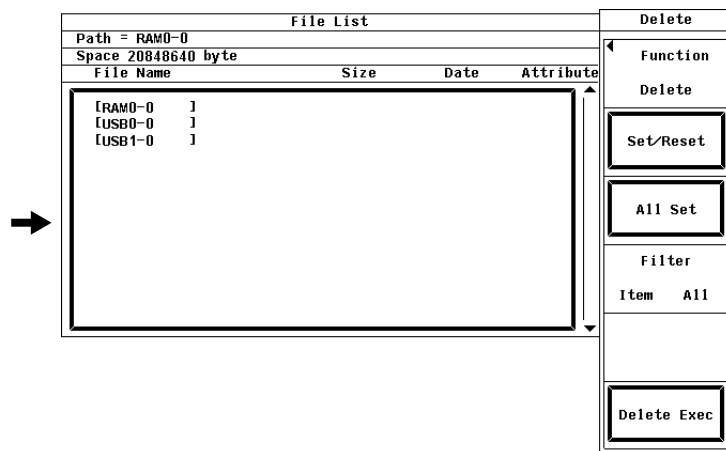 File List
Path = RAM0-0
Space 20848640 byte
File Name Size Date Attribute
[RAM0-0 ]
[USB0-0 ]
[USB1-0 ]
Delete
Function
Delete
Set/Reset
All Set
Filter
Item All
Delete Exec